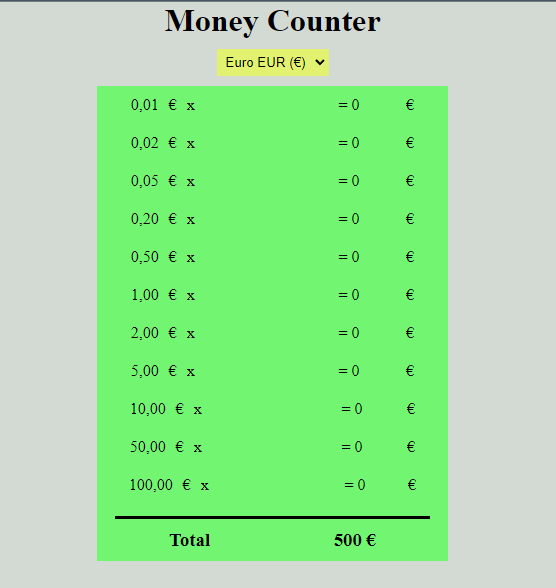 Money Counter
Euro EUR (€)
0,01 € x = 0 €
0,02 € x = 0 €
0,05 € x = 0 €
0,20 € x = 0 €
0,50 € x = 0 €
1,00 € x = 0 €
2,00 € x = 0 €
5,00 € x = 0 €
10,00 € x = 0 €
50,00 € x = 0 €
100,00 € x = 0 €
Total 500 €